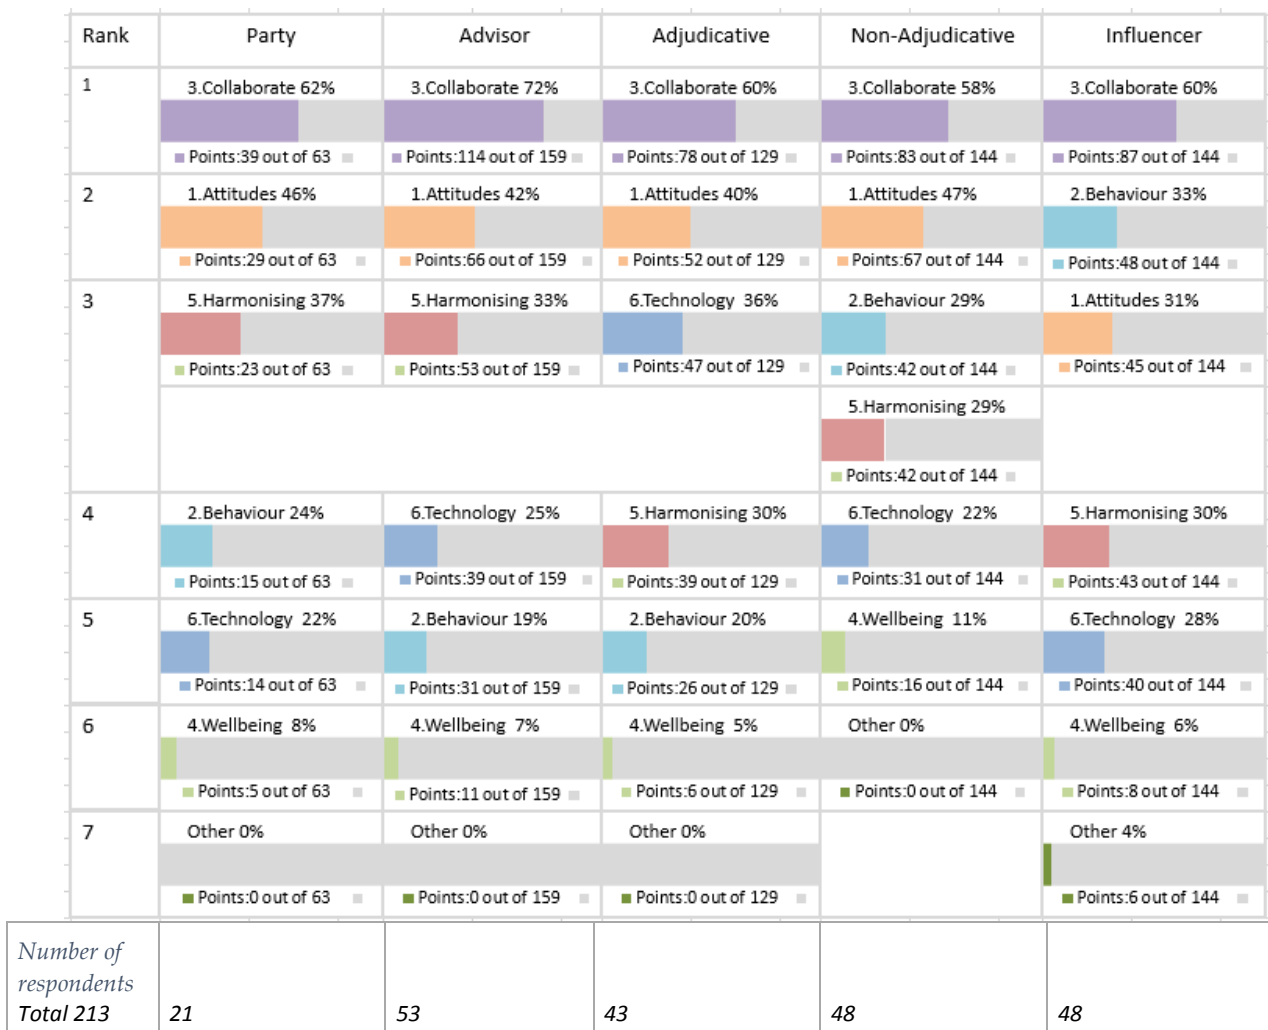 Rank Party Advisor Adjudicative Non-Adjudicative Influencer
1 3.Collaborate 62% 3.Collaborate 72% 3.Collaborate 60% 3.Collaborate 58% 3.Collaborate 60%
Points:39 out of 63 Points:114 out of 159 Points:78 out of 129 Points:83 out of 144 Points:87 out of 144
2 1.Attitudes 46% 1.Attitudes 42% 1.Attitudes 40% 1.Attitudes 47% 2.Behaviour 33%
Points:29 out of 63 Points:66 out of 159 Points:52 out of 129 Points:67 out of 144 Points:48 out of 144
3 5.Harmonising 37% 5.Harmonising 33% 6.Technology 36% 2.Behaviour 29% 1.Attitudes 31%
Points:23 out of 63 Points:53 out of 159 Points:47 out of 129 Points:42 out of 144 Points:45 out of 144
5.Harmonising 29%
Points:42 out of 144
4 2.Behaviour 24% 6.Technology 25% 5.Harmonising 30% 6.Technology 22% 5.Harmonising 30%
Points:15 out of 63 Points:39 out of 159 Points:39 out of 129 Points:31 out of 144 Points:43 out of 144
5 6.Technology 22% 2.Behaviour 19% 2.Behaviour 20% 4.Wellbeing 11% 6.Technology 28%
Points:14 out of 63 Points:31 out of 159 Points:26 out of 129 Points:16 out of 144 Points:40 out of 144
6 4.Wellbeing 8% 4.Wellbeing 7% 4.Wellbeing 5% Other 0% 4.Wellbeing 6%
Points:5 out of 63 Points:11 out of 159 Points:6 out of 129 Points:0 out of 144 Points:8 out of 144
7 Other 0% Other 0% Other 0% Other 4%
Points:0 out of 63 Points:0 out of 159 Points:0 out of 129 Points:6 out of 144
Number of
respondents
Total 213 21 53 43 48 48